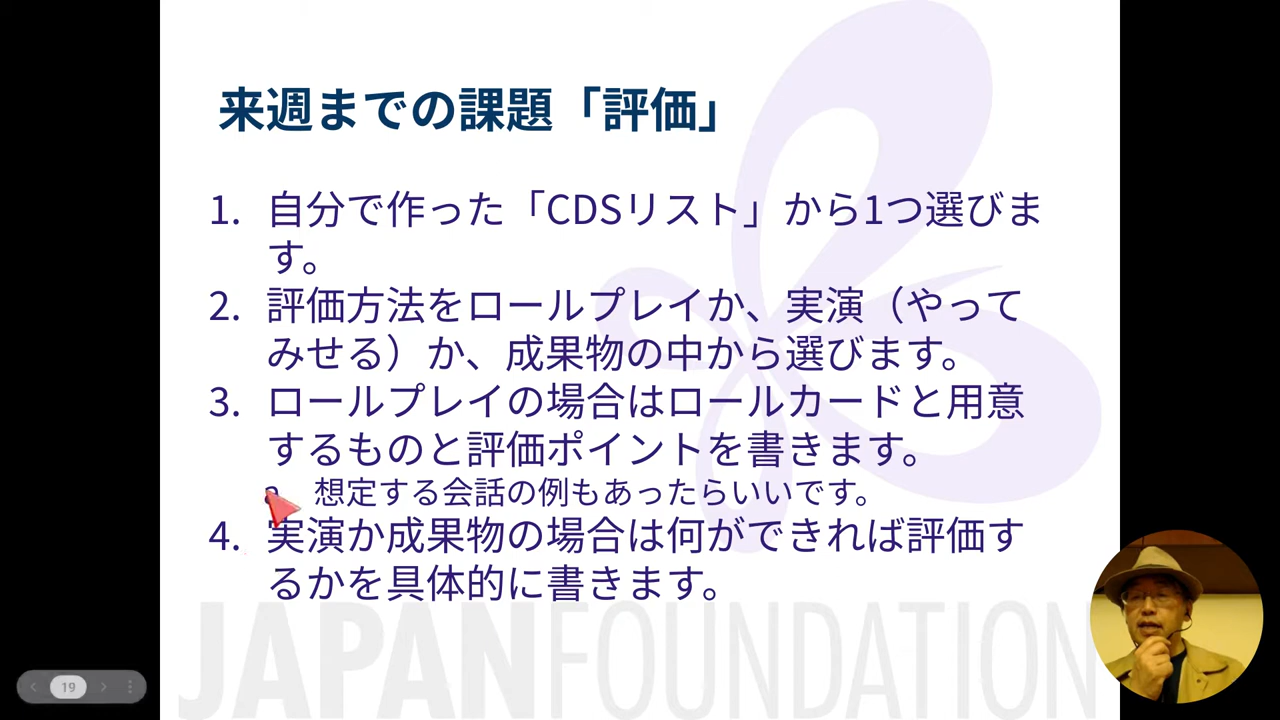 来週までの課題「評価」
1. 自分で作った「CDSリスト」から1つ選びま
す。
2. 評価方法をロールプレイか、実演（やって
みせる）か、成果物の中から選びます。
3. ロールプレイの場合はロールカードと用意
するものと評価ポイントを書きます。
想定する会話の例もあったらいいです。
4. 実演か成果物の場合は何ができれば評価す
るかを具体的に書きます。
JAPANFOUNDATION
19